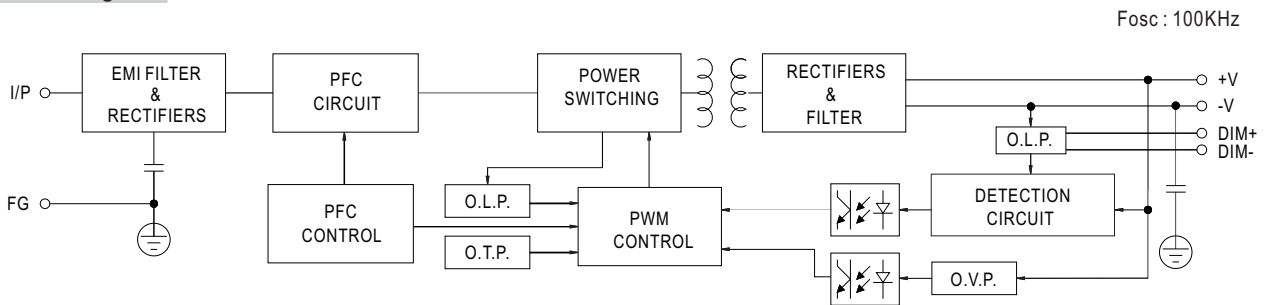 Fosc : 100KHz
I/P
EMI FILTER
&
RECTIFIERS
PFC
CIRCUIT
POWER
SWITCHING
RECTIFIERS
&
FILTER
+V
-V
O.L.P.
DIM+
DIM-
FG
PFC
CONTROL
O.L.P.
O.T.P.
PWM
CONTROL
DETECTION
CIRCUIT
O.V.P.